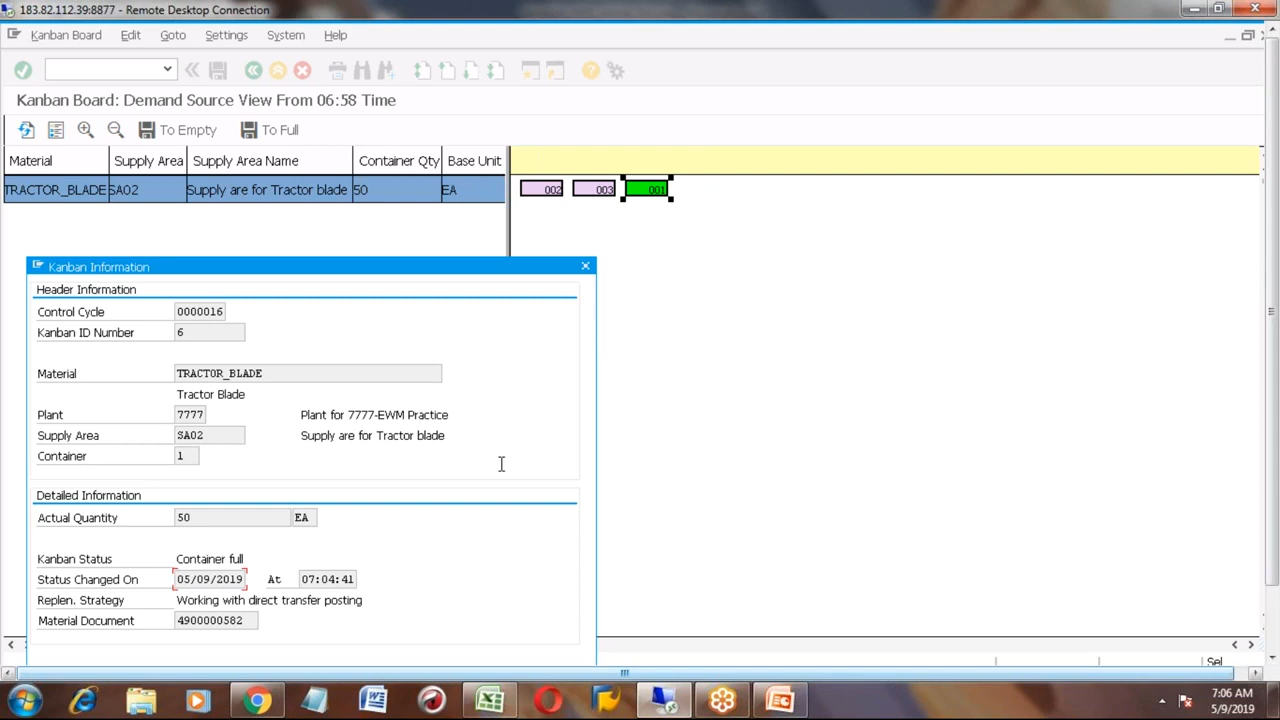 183.82.112.39:8877 - Remote Desktop Connection
Kanban Board Edit Goto Settings System Help
Kanban Board: Demand Source View From 06:58 Time
To Empty To Full
Material Supply Area Supply Area Name Container Qty Base Unit
TRACTOR_BLADE SA02 Supply are for Tractor blade 50 EA 002 003 001
Kanban Information
Header Information
Control Cycle 0000016
Kanban ID Number 6
Material TRACTOR_BLADE
Tractor Blade
Plant 7777 Plant for 7777-EWM Practice
Supply Area SA02 Supply are for Tractor blade
Container 1
Detailed Information
Actual Quantity 50 EA
Kanban Status Container full
Status Changed On 05/09/2019 At 07:04:41
Replen. Strategy Working with direct transfer posting
Material Document 4900000582
Sel
7:06 AM
5/9/2019